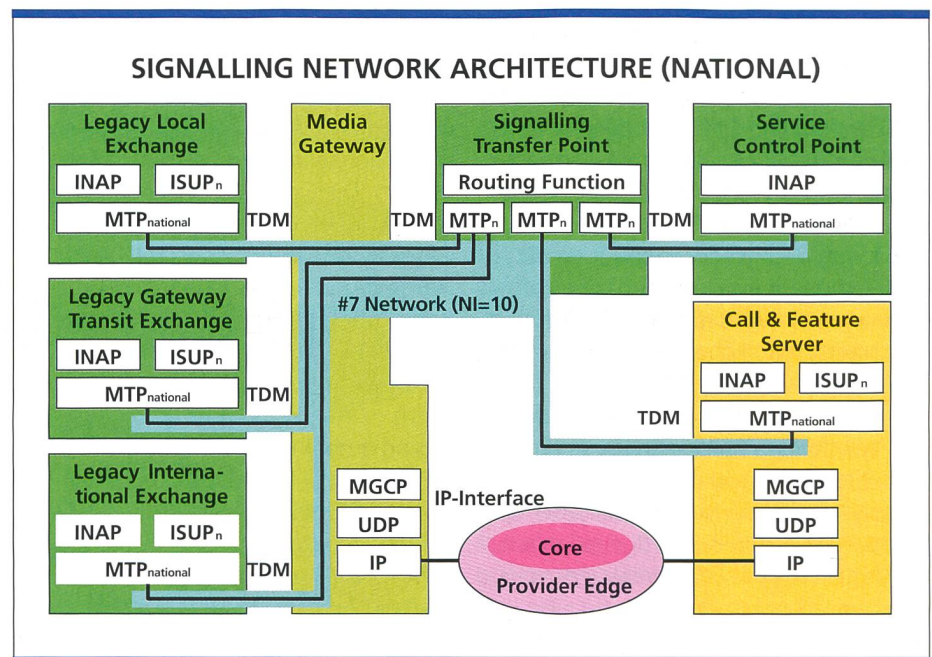 SIGNALLING NETWORK ARCHITECTURE (NATIONAL)
Legacy Local
Exchange
INAP
ISUPn
MTPnational
TDM
Media
Gateway
TDM
Signalling
Transfer Point
Routing Function
MTPn
MTPn
MTPn
TDM
Service
Control Point
INAP
MTPnational
Legacy Gateway
Transit Exchange
INAP
ISUPn
MTPnational
TDM
#7 Network (NI=10)
Call & Feature
Server
INAP
ISUPn
MTPnational
TDM
Legacy Interna-
tional Exchange
INAP
ISUPn
MTPnational
TDM
MGCP
UDP
IP
IP-Interface
Core
Provider Edge
MGCP
UDP
IP